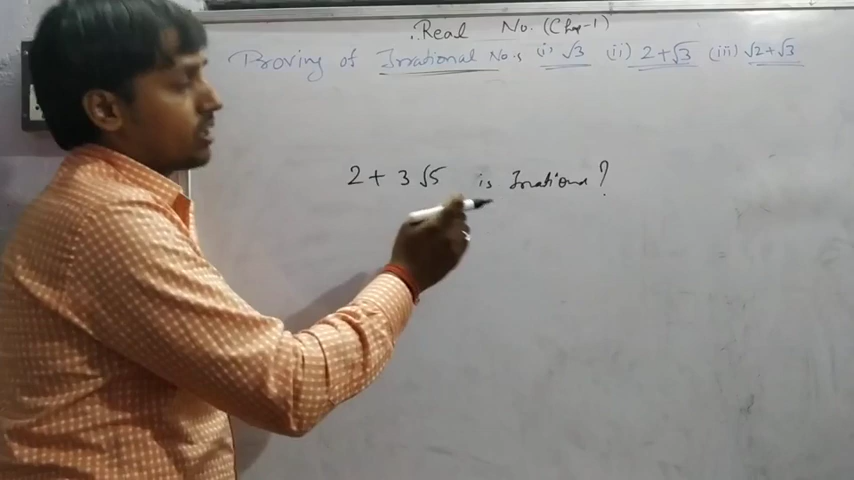 Real No. (Chap-1)
Proving of Irrational No.s (i) √3 (ii) 2+√3 (iii) √2+√3
2 + 3√5 is Irrational ?